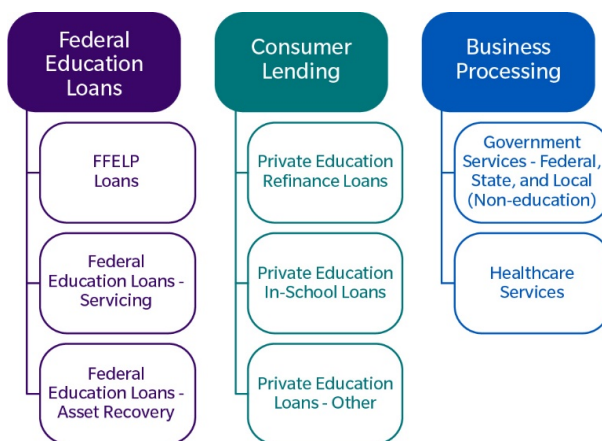 Federal
Education
Loans
FFELP
Loans
Federal
Education Loans -
Servicing
Federal
Education Loans -
Asset Recovery
Consumer
Lending
Private Education
Refinance Loans
Private Education
In-School Loans
Private Education
Loans - Other
Business
Processing
Government
Services - Federal,
State, and Local
(Non-education)
Healthcare
Services